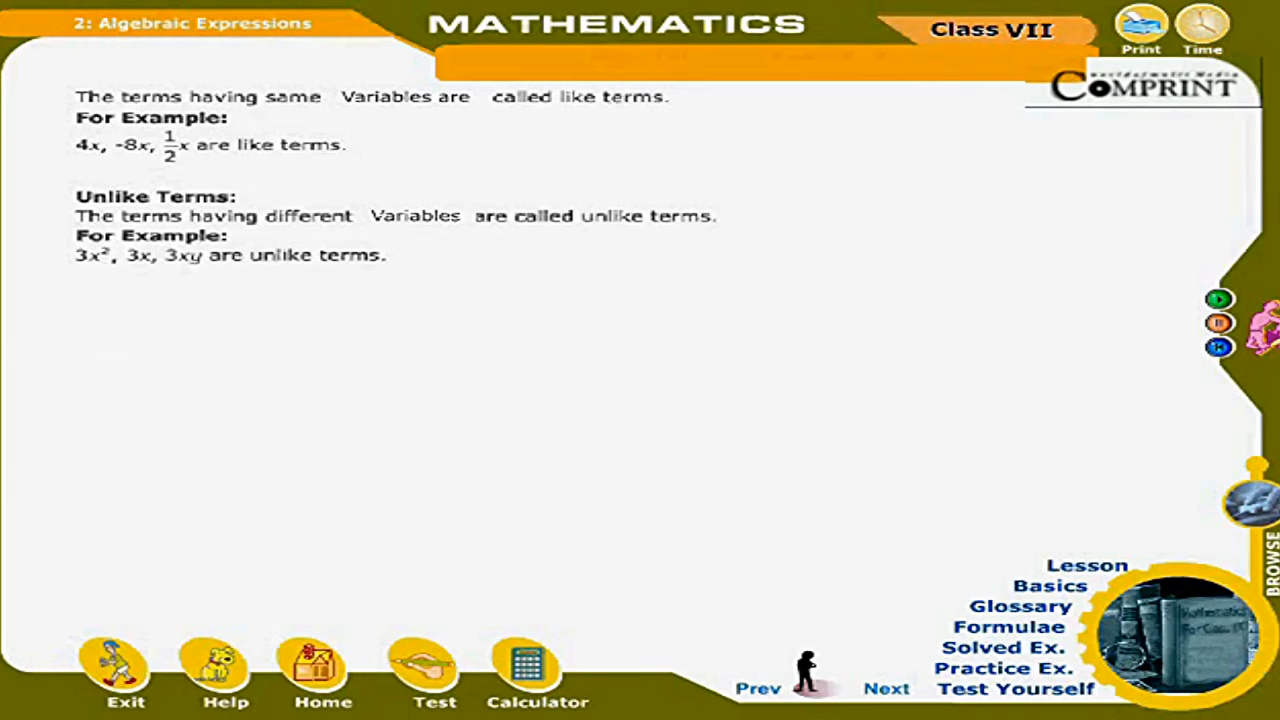 2: Algebraic Expressions
MATHEMATICS
Class VII
Print
Time
COMPRINT
The terms having same Variables are called like terms.
For Example:
4x, -8x, 1/2 x are like terms.
Unlike Terms:
The terms having different Variables are called unlike terms.
For Example:
3x², 3x, 3xy are unlike terms.
BROWSE
Lesson
Basics
Glossary
Formulae
Solved Ex.
Practice Ex.
Test Yourself
Mathematics
Prev
Next
Exit
Help
Home
Test
Calculator